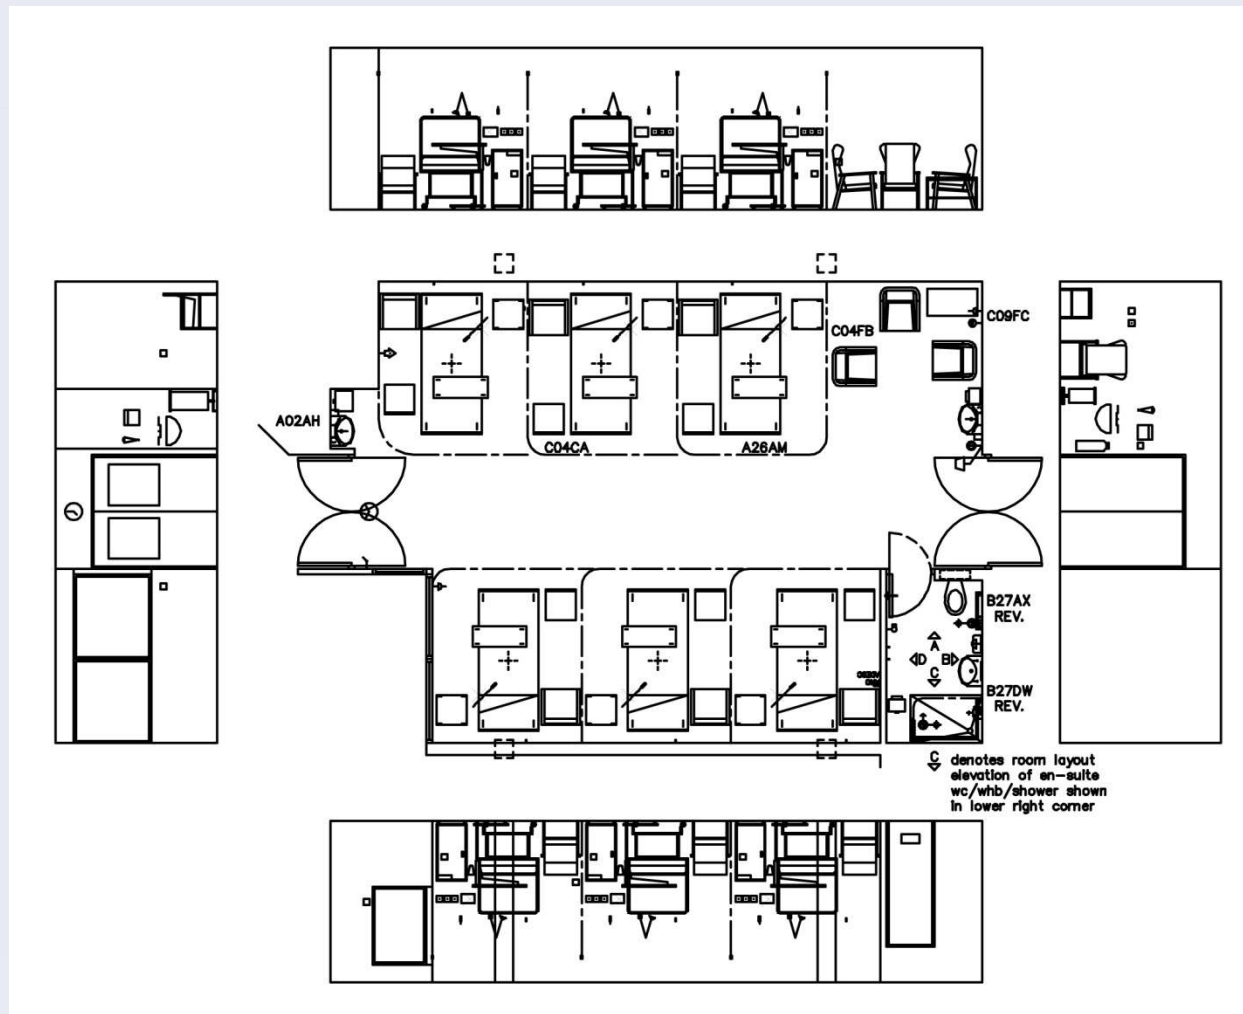 C04FB
C09FC
A02AH
C04CA
A26AM
B27AX
REV.
A
D
B
C
B27DW
REV.
C denotes room layout
elevation of en-suite
wc/whb/shower shown
in lower right corner